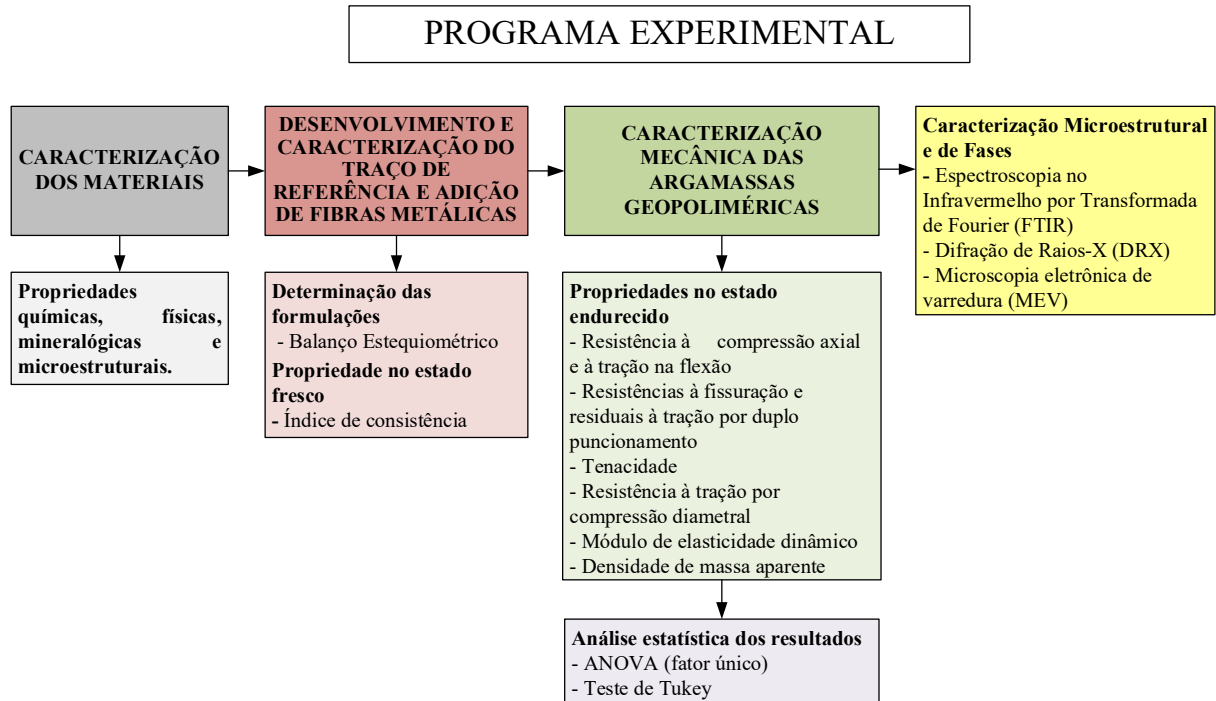 PROGRAMA EXPERIMENTAL
CARACTERIZAÇÃO
DOS MATERIAIS
Propriedades
químicas, físicas,
mineralógicas e
microestruturais.
DESENVOLVIMENTO E
CARACTERIZAÇÃO DO
TRAÇO DE
REFERÊNCIA E ADIÇÃO
DE FIBRAS METÁLICAS
Determinação das
formulações
- Balanço Estequiométrico
Propriedade no estado
fresco
- Índice de consistência
CARACTERIZAÇÃO
MECÂNICA DAS
ARGAMASSAS
GEOPOLIMÉRICAS
Propriedades no estado
endurecido
- Resistência à compressão axial
e à tração na flexão
- Resistências à fissuração e
residuais à tração por duplo
puncionamento
- Tenacidade
- Resistência à tração por
compressão diametral
- Módulo de elasticidade dinâmico
- Densidade de massa aparente
Análise estatística dos resultados
- ANOVA (fator único)
- Teste de Tukey
Caracterização Microestrutural
e de Fases
- Espectroscopia no
Infravermelho por Transformada
de Fourier (FTIR)
- Difração de Raios-X (DRX)
- Microscopia eletrônica de
varredura (MEV)